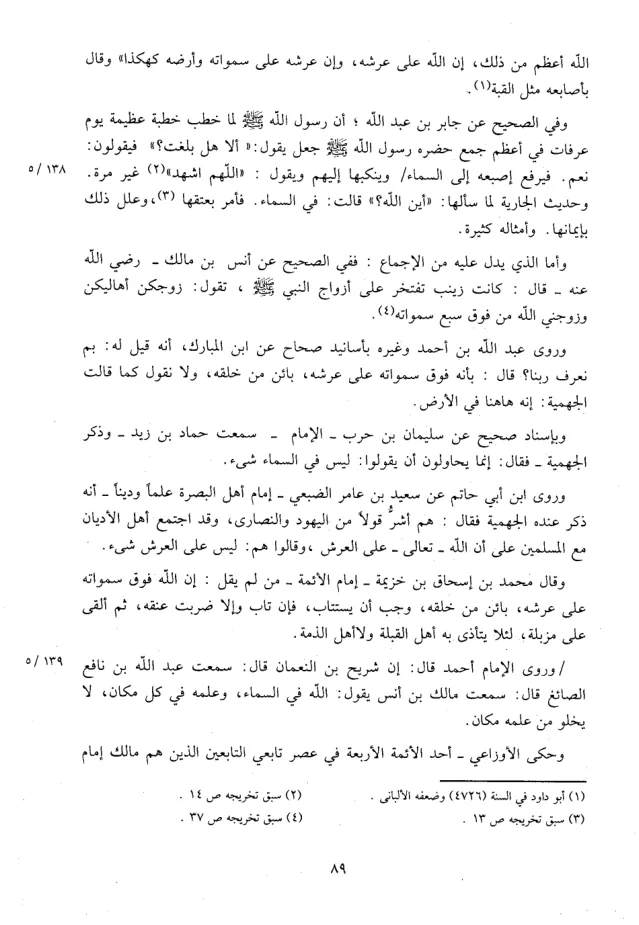 الله أعظم من ذلك، إن الله على عرشه، وإن عرشه على سمواته وأرضه كهكذا» وقال
بأصابعه مثل القبة(١).
وفي الصحيح عن جابر بن عبد الله ؛ أن رسول الله ﷺ لما خطب خطبة عظيمة يوم
عرفات في أعظم جمع حضره رسول الله ﷺ جعل يقول:« ألا هل بلغت؟» فيقولون:
نعم. فيرفع إصبعه إلى السماء/ وينكبها إليهم ويقول : «اللهم اشهد»(٢) غير مرة.
١٣٨ / ٥
وحديث الجارية لما سألها: «أين الله؟» قالت: في السماء. فأمر بعتقها (٣)،وعلل ذلك
بإيمانها. وأمثاله كثيرة.
وأما الذي يدل عليه من الإجماع : ففي الصحيح عن أنس بن مالك ـ رضي الله
عنه ـ قال : كانت زينب تفتخر على أزواج النبي ﷺ ، تقول: زوجكن أهاليكن
وزوجني الله من فوق سبع سمواته(٤).
وروى عبد الله بن أحمد وغيره بأسانيد صحاح عن ابن المبارك، أنه قيل له: بم
نعرف ربنا؟ قال : بأنه فوق سمواته على عرشه، بائن من خلقه، ولا نقول كما قالت
الجهمية: إنه هاهنا في الأرض.
وبإسناد صحيح عن سليمان بن حرب ـ الإمام ـ سمعت حماد بن زيد ـ وذكر
الجهمية ـ فقال: إنما يحاولون أن يقولوا: ليس في السماء شىء.
وروى ابن أبي حاتم عن سعيد بن عامر الضبعي ـ إمام أهل البصرة علماً وديناً ـ أنه
ذكر عنده الجهمية فقال : هم أشرُّ قولاً من اليهود والنصارى، وقد اجتمع أهل الأديان
مع المسلمين على أن الله ـ تعالى ـ على العرش ،وقالوا هم: ليس على العرش شىء.
وقال محمد بن إسحاق بن خزيمة ـ إمام الأئمة ـ من لم يقل : إن الله فوق سمواته
على عرشه، بائن من خلقه، وجب أن يستتاب، فإن تاب وإلا ضربت عنقه، ثم ألقى
على مزبلة، لئلا يتأذى به أهل القبلة ولاأهل الذمة.
/ وروى الإمام أحمد قال: إن شريح بن النعمان قال: سمعت عبد الله بن نافع
١٣٩ / ٥
الصائغ قال: سمعت مالك بن أنس يقول: الله في السماء، وعلمه في كل مكان، لا
يخلو من علمه مكان.
وحكى الأوزاعي ـ أحد الأئمة الأربعة في عصر تابعي التابعين الذين هم مالك إمام
(١) أبو داود في السنة (٤٧٢٦) وضعفه الألبانى .
(٢) سبق تخريجه ص ١٤ .
(٣) سبق تخريجه ص ١٣ .
(٤) سبق تخريجه ص ٣٧ .
٨٩